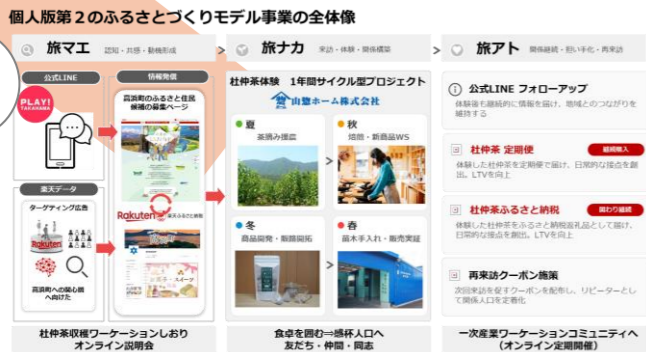 個人版第2のふるさとづくりモデル事業の全体像
旅マエ 認知・共感・動機形成
公式LINE
PLAY!
TAKAHAMA
情報発信
高浜町のふるさと住民
候補の募集ページ
Rakuten 楽天ふるさと納税
楽天データ
ターゲティング広告
Rakuten
高浜町への関心層
へ向けた
杜仲茶収穫ワーケーションしおり
オンライン説明会
旅ナカ 来訪・体験・関係構築
杜仲茶体験 1年間サイクル型プロジェクト
山惣ホーム株式会社
夏
茶摘み援農
秋
焙煎・新商品WS
冬
商品開発・販路開拓
春
苗木手入れ・販売実証
食卓を囲む⇒感杯人口へ
友だち・仲間・同志
旅アト 関係継続・担い手化・再来訪
公式LINE フォローアップ
体験後も継続的に情報を届け、地域とのつながりを
維持する
杜仲茶 定期便 継続購入
体験した杜仲茶を定期便で届け、日常的な接点を創
出。LTVを向上
杜仲茶ふるさと納税 関わり継続
体験した杜仲茶をふるさと納税返礼品として届け、
日常的な接点を創出。LTVを向上
再来訪クーポン施策
次回来訪を促すクーポンを配布し、リピーターとし
て関係人口を定着化
一次産業ワーケーションコミュニティへ
(オンライン定期開催)